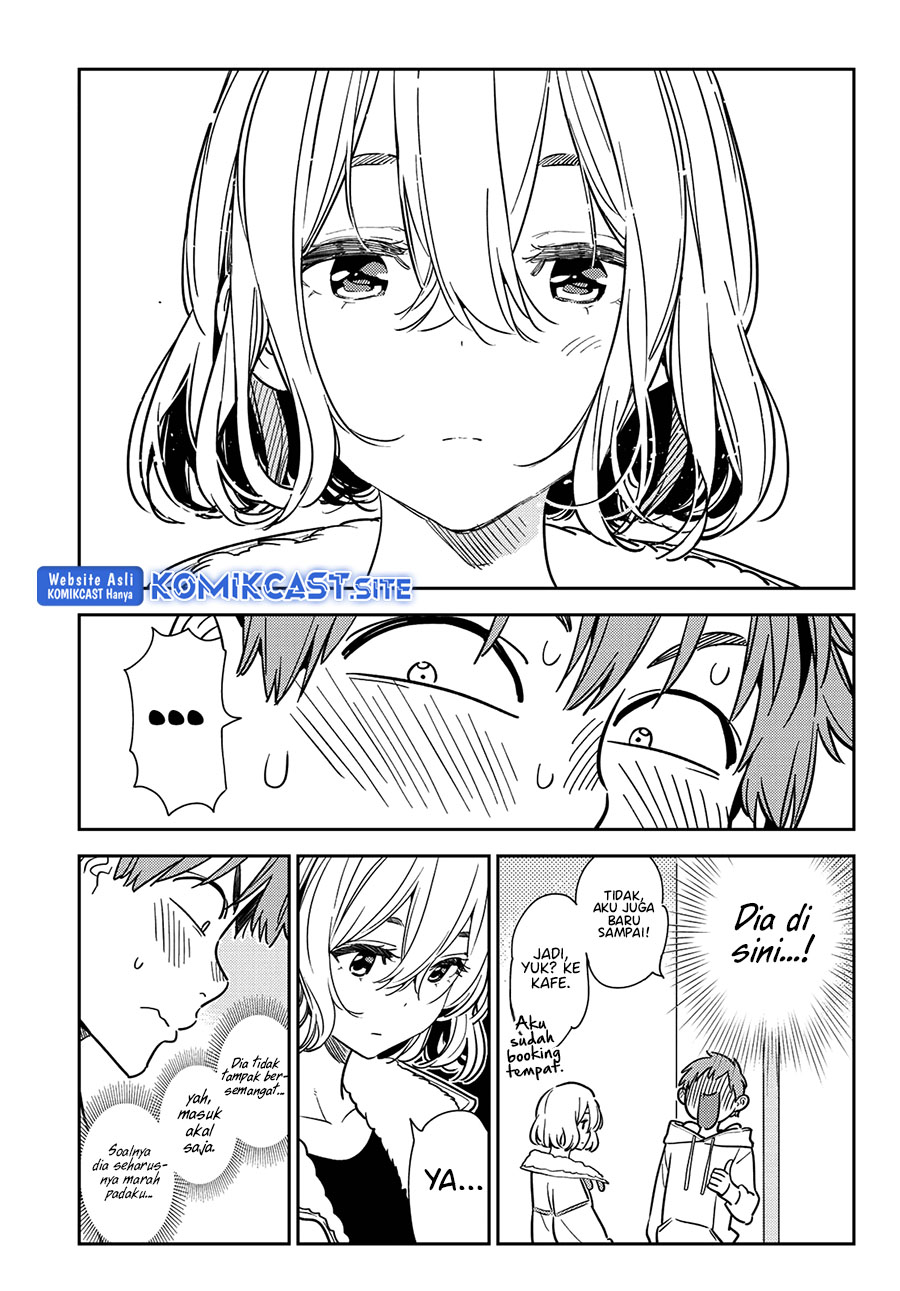 Website Asli
KOMIKCAST Hanya
KOMIKCAST.SITE
...
Dia di
sini...!
TIDAK,
AKU JUGA
BARU
SAMPAI!
JADI,
YUK? KE
KAFE.
Aku
sudah
booking
tempat.
YA...
Dia tidak
tampak ber-
semangat...
yah,
masuk
akal
saja.
Soalnya
dia seharus-
nya marah
padaku...